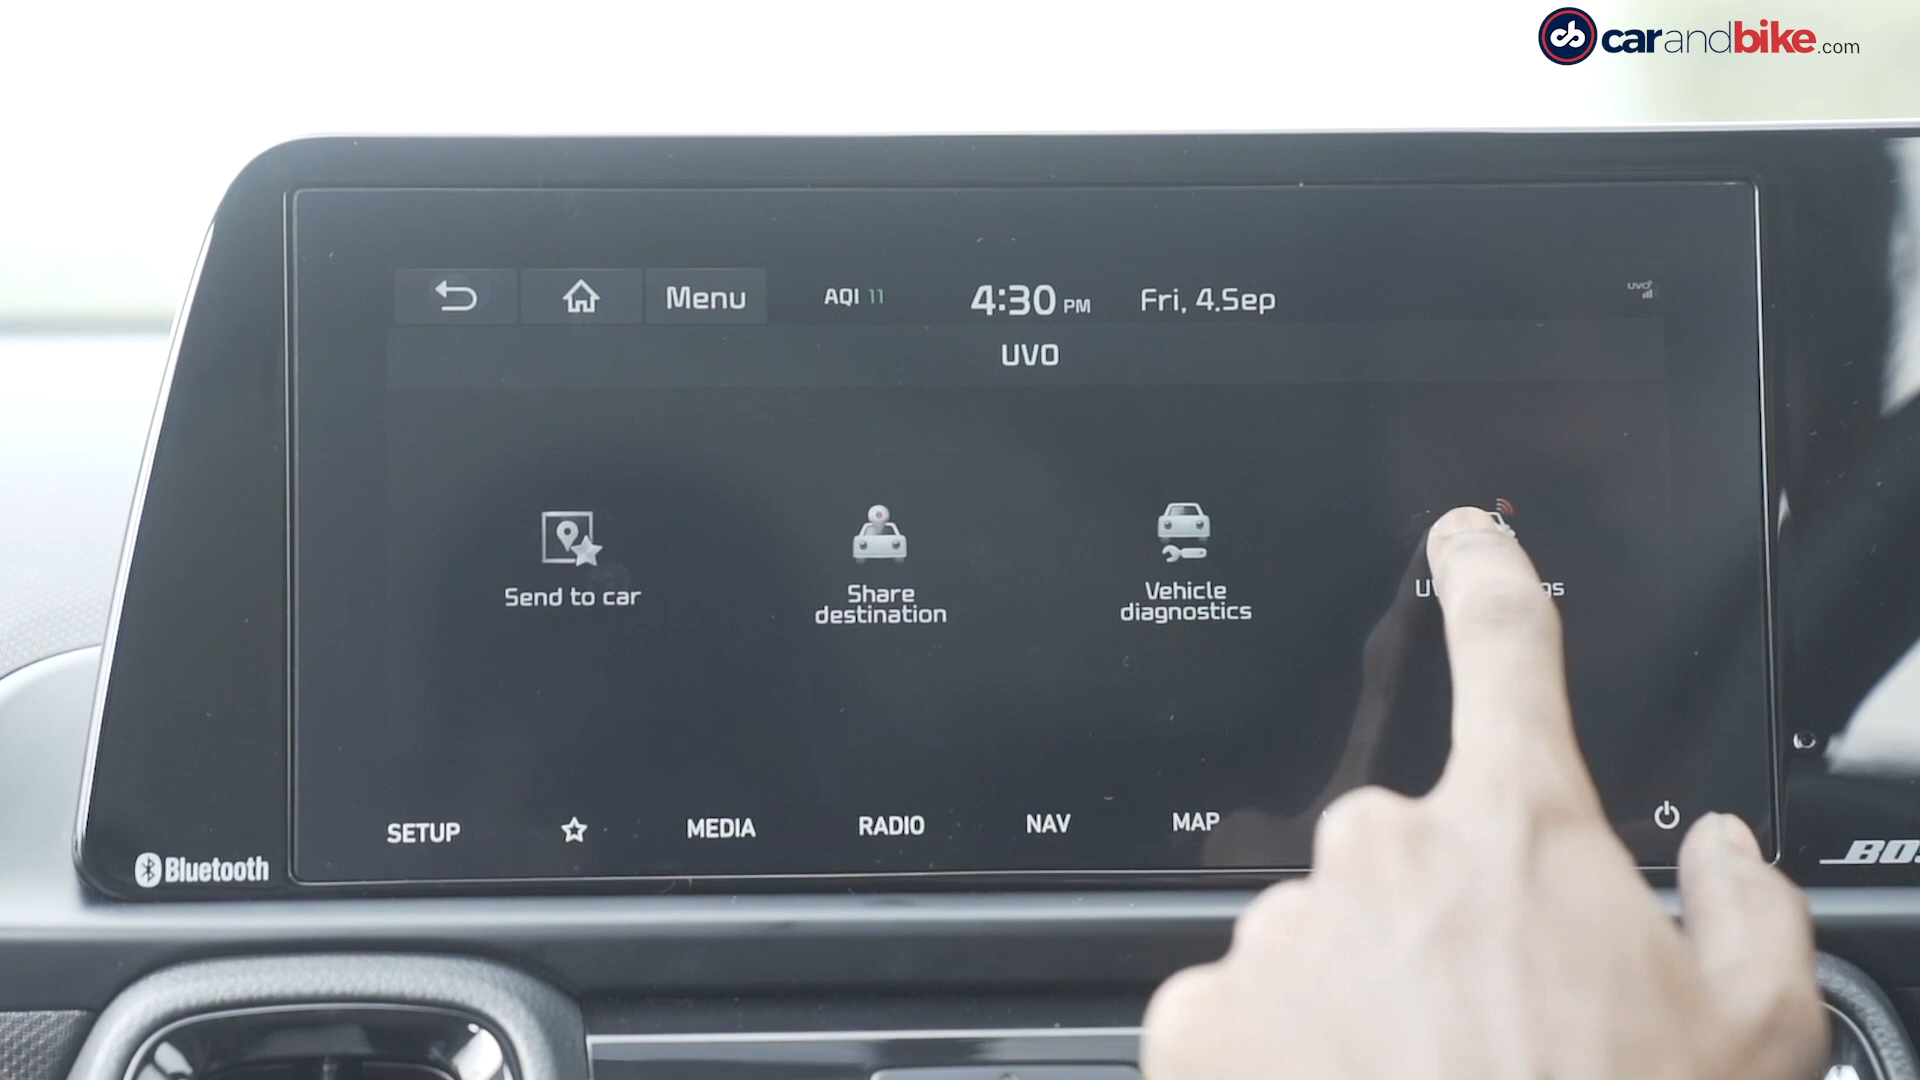 carandbike.com
Menu
AQI 11
4:30 PM
Fri, 4.Sep
UVO
UVO
Send to car
Share
destination
Vehicle
diagnostics
SETUP
MEDIA
RADIO
NAV
MAP
Bluetooth